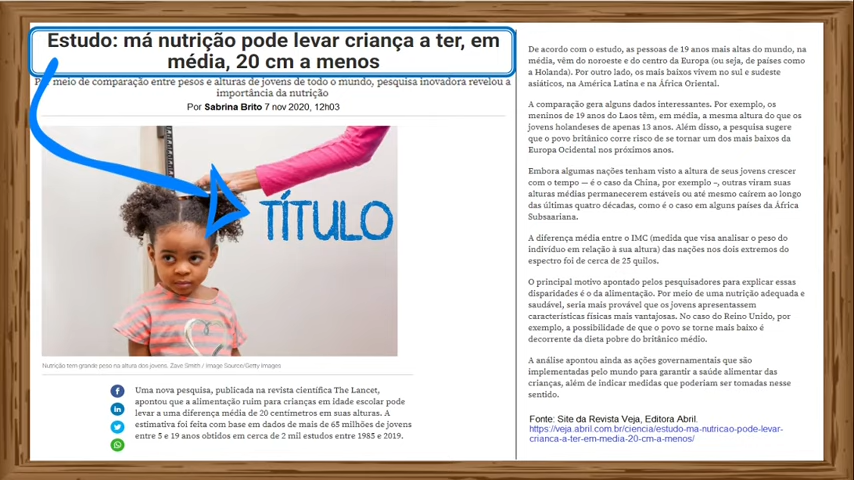 Estudo: má nutrição pode levar criança a ter, em
média, 20 cm a menos
Por meio de comparação entre pesos e alturas de jovens de todo o mundo, pesquisa inovadora revelou a
importância da nutrição
Por Sabrina Brito 7 nov 2020, 12h03
TÍTULO
Nutrição tem grande peso na altura dos jovens. Zave Smith / Image Source/Getty Images
Uma nova pesquisa, publicada na revista científica The Lancet,
apontou que a alimentação ruim para crianças em idade escolar pode
levar a uma diferença média de 20 centímetros em suas alturas. A
estimativa foi feita com base em dados de mais de 65 milhões de jovens
entre 5 e 19 anos obtidos em cerca de 2 mil estudos entre 1985 e 2019.
De acordo com o estudo, as pessoas de 19 anos mais altas do mundo, na
média, vêm do noroeste e do centro da Europa (ou seja, de países como
a Holanda). Por outro lado, os mais baixos vivem no sul e sudeste
asiáticos, na América Latina e na África Oriental.
A comparação gera alguns dados interessantes. Por exemplo, os
meninos de 19 anos do Laos têm, em média, a mesma altura do que os
jovens holandeses de apenas 13 anos. Além disso, a pesquisa sugere
que o povo britânico corre risco de se tornar um dos mais baixos da
Europa Ocidental nos próximos anos.
Embora algumas nações tenham visto a altura de seus jovens crescer
com o tempo — é o caso da China, por exemplo –, outras viram suas
alturas médias permanecerem estáveis ou até mesmo caírem ao longo
das últimas quatro décadas, como é o caso em alguns países da África
Subsaariana.
A diferença média entre o IMC (medida que visa analisar o peso do
indivíduo em relação à sua altura) das nações nos dois extremos do
espectro foi de cerca de 25 quilos.
O principal motivo apontado pelos pesquisadores para explicar essas
disparidades é o da alimentação. Por meio de uma nutrição adequada e
saudável, seria mais provável que os jovens apresentassem
características físicas mais vantajosas. No caso do Reino Unido, por
exemplo, a possibilidade de que o povo se torne mais baixo é
decorrente da dieta pobre do britânico médio.
A análise apontou ainda as ações governamentais que são
implementadas pelo mundo para garantir a saúde alimentar das
crianças, além de indicar medidas que poderiam ser tomadas nesse
sentido.
Fonte: Site da Revista Veja, Editora Abril.
https://veja.abril.com.br/ciencia/estudo-ma-nutricao-pode-levar-
crianca-a-ter-em-media-20-cm-a-menos/